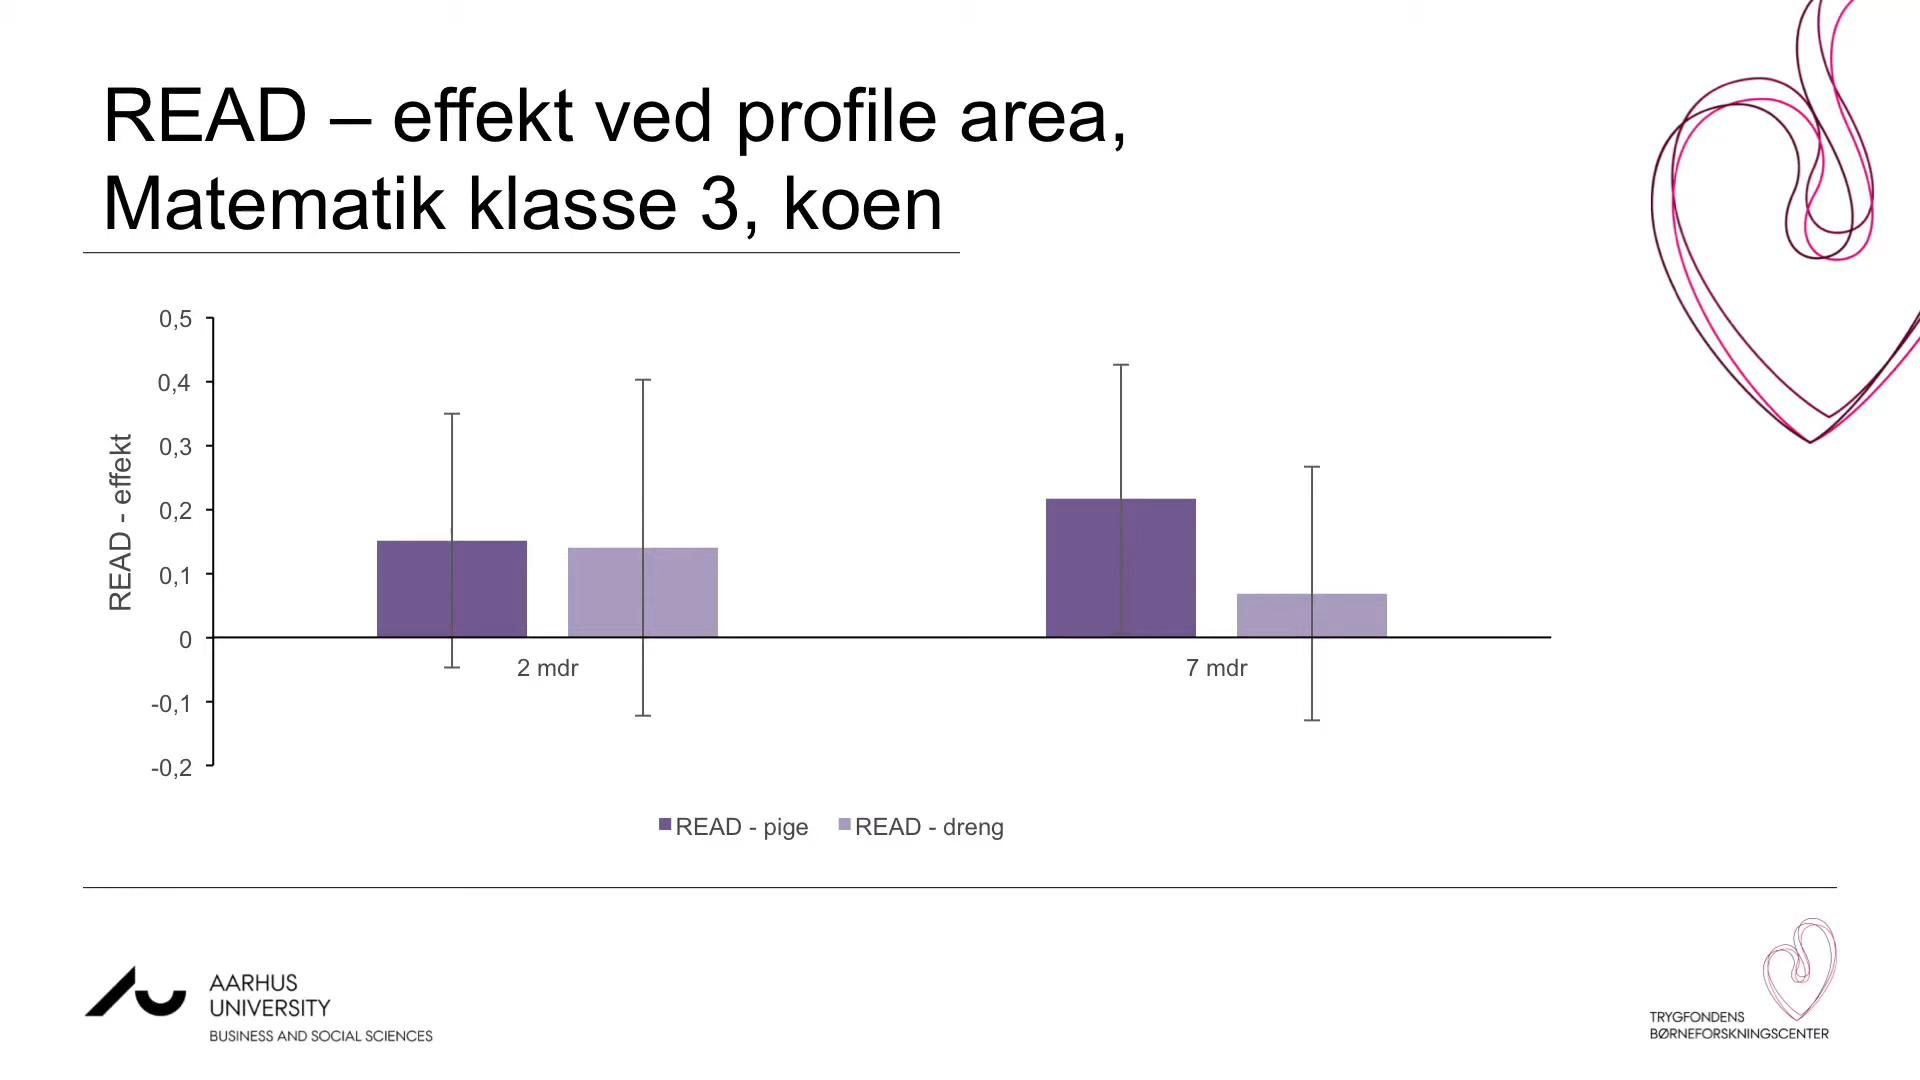 READ – effekt ved profile area,
Matematik klasse 3, koen
0,5
0,4
0,3
0,2
0,1
0
-0,1
-0,2
READ - effekt
2 mdr
7 mdr
READ - pige
READ - dreng
AARHUS
UNIVERSITY
BUSINESS AND SOCIAL SCIENCES
TRYGFONDENS
BØRNEFORSKNINGSCENTER